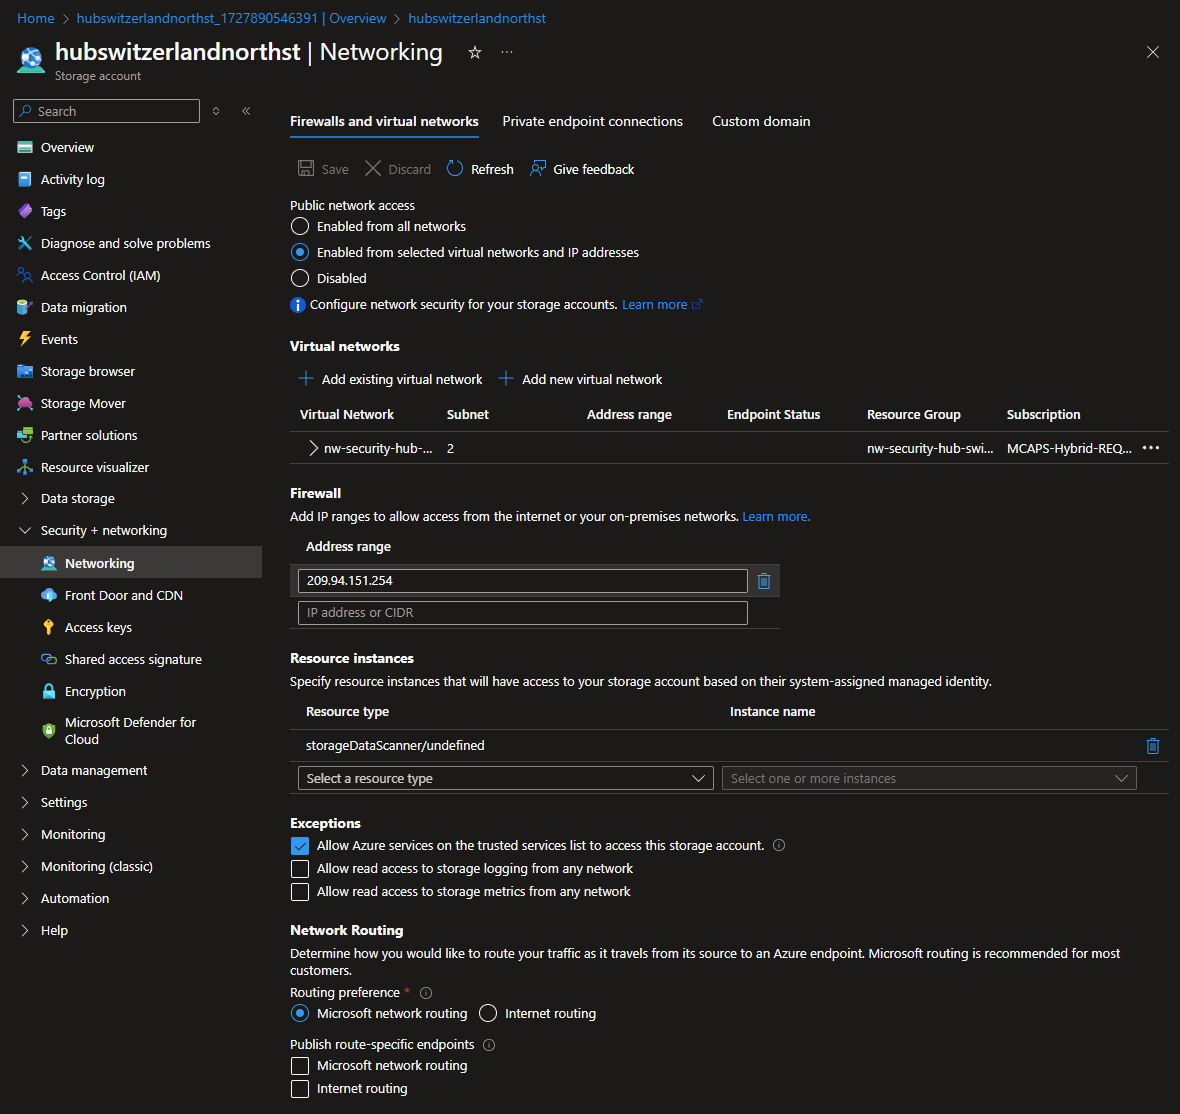 Home > hubswitzerlandnorthst_1727890546391 | Overview > hubswitzerlandnorthst
hubswitzerlandnorthst | Networking
Storage account
Search
Overview
Activity log
Tags
Diagnose and solve problems
Access Control (IAM)
Data migration
Events
Storage browser
Storage Mover
Partner solutions
Resource visualizer
Data storage
Security + networking
Networking
Front Door and CDN
Access keys
Shared access signature
Encryption
Microsoft Defender for
Cloud
Data management
Settings
Monitoring
Monitoring (classic)
Automation
Help
Firewalls and virtual networks Private endpoint connections Custom domain
Save Discard Refresh Give feedback
Public network access
Enabled from all networks
Enabled from selected virtual networks and IP addresses
Disabled
Configure network security for your storage accounts. Learn more
Virtual networks
Add existing virtual network Add new virtual network
Virtual Network Subnet Address range Endpoint Status Resource Group Subscription
nw-security-hub-... 2 nw-security-hub-swi... MCAPS-Hybrid-REQ... ...
Firewall
Add IP ranges to allow access from the internet or your on-premises networks. Learn more.
Address range
209.94.151.254
IP address or CIDR
Resource instances
Specify resource instances that will have access to your storage account based on their system-assigned managed identity.
Resource type Instance name
storageDataScanner/undefined
Select a resource type Select one or more instances
Exceptions
Allow Azure services on the trusted services list to access this storage account.
Allow read access to storage logging from any network
Allow read access to storage metrics from any network
Network Routing
Determine how you would like to route your traffic as it travels from its source to an Azure endpoint. Microsoft routing is recommended for most
customers.
Routing preference *
Microsoft network routing Internet routing
Publish route-specific endpoints
Microsoft network routing
Internet routing